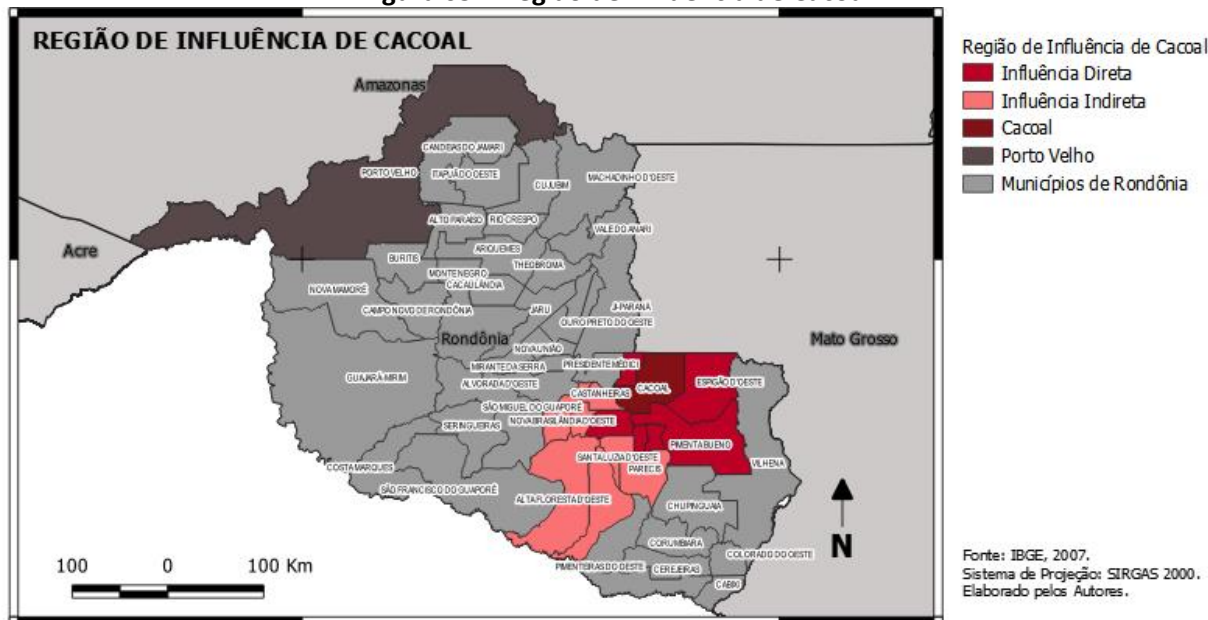 REGIÃO DE INFLUÊNCIA DE CACOAL
Amazonas
CANDEIAS DO JAMARI
PORTO VELHO
ITAPUÃ DO OESTE
CUJUBIM
MACHADINHO D'OESTE
ALTO PARAÍSO
RIO CRESPO
VALE DO ANARI
Acre
BURITIS
ARIQUEMES
THEOBROMA
MONTENEGRO
CACAULÂNDIA
NOVA MAMORÉ
CAMPO NOVO DE RONDÔNIA
JARU
JI-PARANÁ
OURO PRETO DO OESTE
Rondônia
Mato Grosso
NOVA UNIÃO
MIRANTE DA SERRA
PRESIDENTE MÉDICI
GUAJARÁ-MIRIM
ALVORADA D'OESTE
CASTANHEIRAS
CACOAL
ESPIGÃO D'OESTE
SÃO MIGUEL DO GUAPORÉ
NOVA BRASILÂNDIA D'OESTE
SERINGUEIRAS
PIMENTA BUENO
SANTA LUZIA D'OESTE
PARECIS
VILHENA
COSTA MARQUES
SÃO FRANCISCO DO GUAPORÉ
ALTA FLORESTA D'OESTE
CHUPINGUAIA
CORUMBIARA
COLORADO DO OESTE
PIMENTEIRAS DO OESTE
CEREJEIRAS
CABIXI
N
100 0 100 Km
Região de Influência de Cacoal
Influência Direta
Influência Indireta
Cacoal
Porto Velho
Municípios de Rondônia
Fonte: IBGE, 2007.
Sistema de Projeção: SIRGAS 2000.
Elaborado pelos Autores.